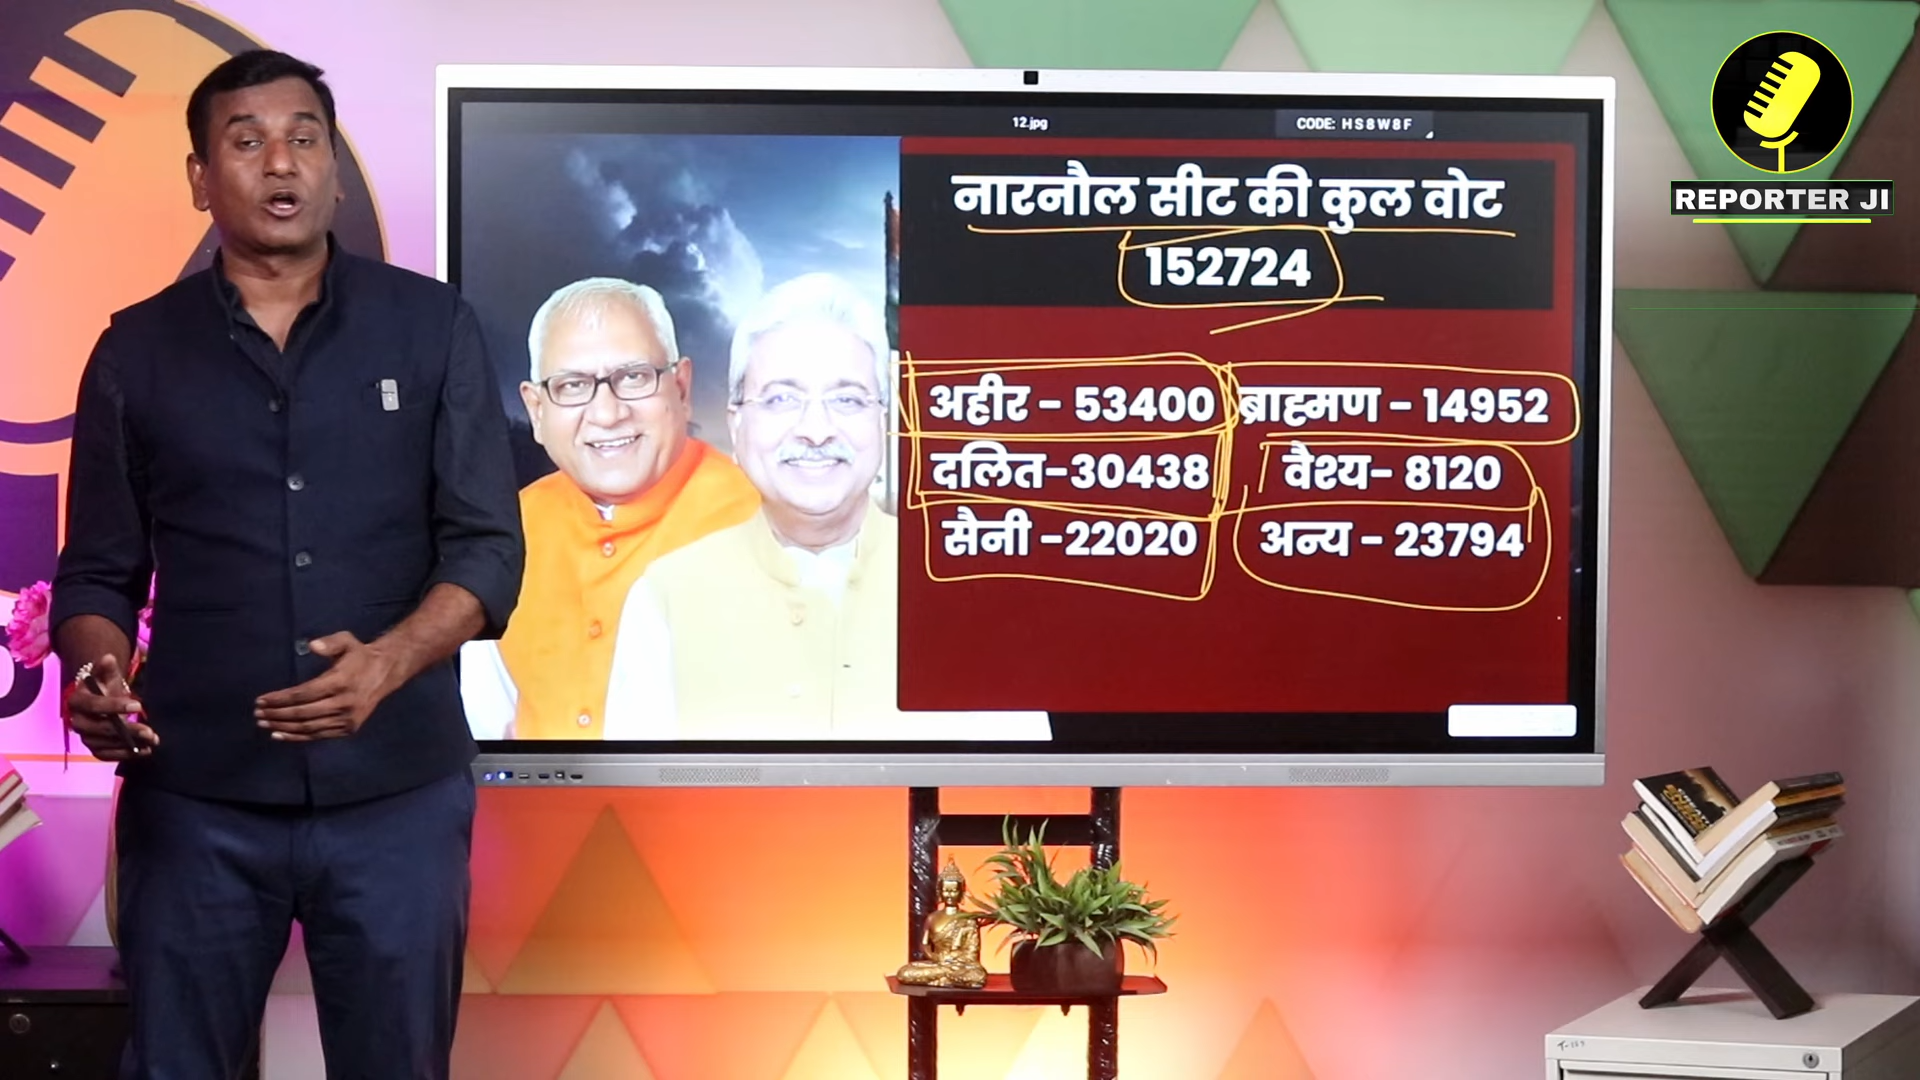 12.jpg
CODE: HS8W8F
REPORTER JI
नारनौल सीट की कुल वोट
152724
अहीर - 53400
ब्राह्मण - 14952
दलित-30438
वैश्य- 8120
सैनी -22020
अन्य - 23794